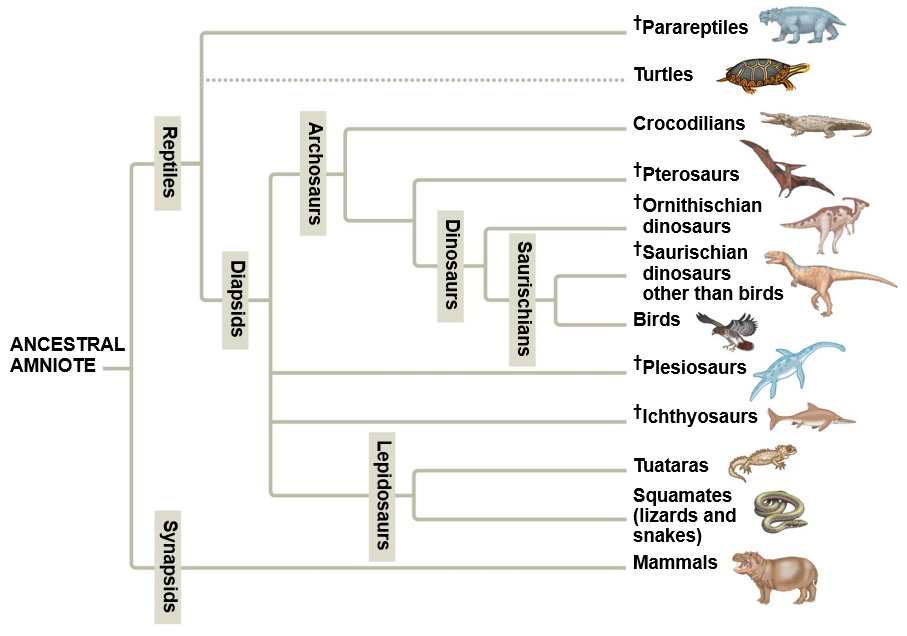 †Parareptiles
Turtles
Crocodilians
†Pterosaurs
†Ornithischian
dinosaurs
†Saurischian
dinosaurs
other than birds
Birds
†Plesiosaurs
†Ichthyosaurs
Tuataras
Squamates
(lizards and
snakes)
Mammals
Reptiles
Archosaurs
Dinosaurs
Saurischians
Diapsids
Lepidosaurs
Synapsids
ANCESTRAL
AMNIOTE